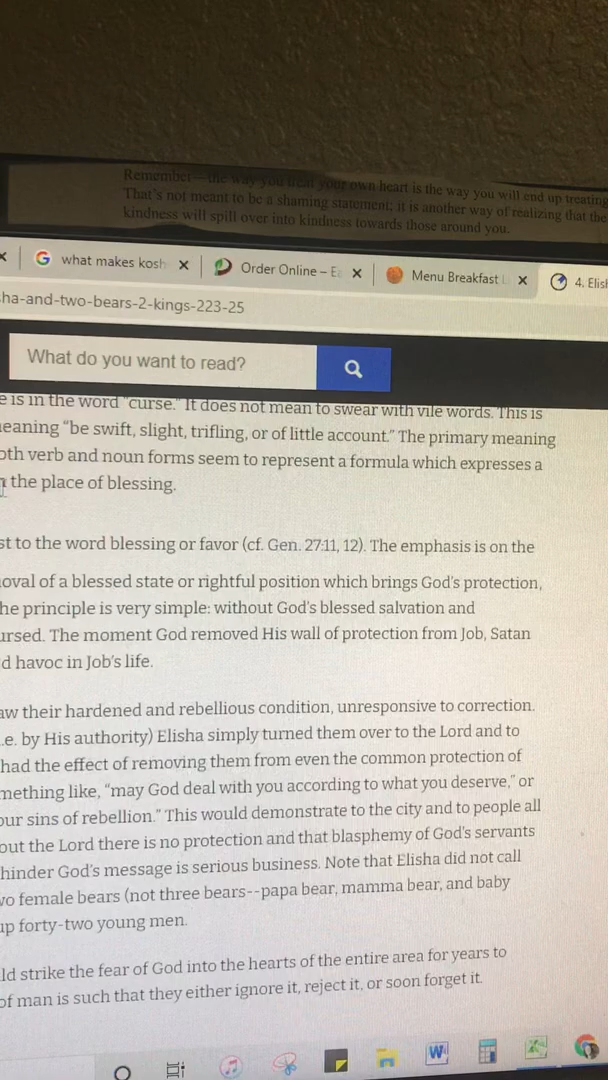 Remember—the way you treat your own heart is the way you will end up treating
That's not meant to be a shaming statement; it is another way of realizing that the
kindness will spill over into kindness towards those around you.
what makes kosh
Order Online – Ea
Menu Breakfast L
4. Elish
ha-and-two-bears-2-kings-223-25
What do you want to read?
e is in the word "curse." It does not mean to swear with vile words. This is
eaning "be swift, slight, trifling, or of little account." The primary meaning
oth verb and noun forms seem to represent a formula which expresses a
n the place of blessing.
st to the word blessing or favor (cf. Gen. 27:11, 12). The emphasis is on the
oval of a blessed state or rightful position which brings God's protection,
he principle is very simple: without God's blessed salvation and
ursed. The moment God removed His wall of protection from Job, Satan
d havoc in Job's life.
aw their hardened and rebellious condition, unresponsive to correction.
.e. by His authority) Elisha simply turned them over to the Lord and to
had the effect of removing them from even the common protection of
mething like, "may God deal with you according to what you deserve," or
our sins of rebellion." This would demonstrate to the city and to people all
out the Lord there is no protection and that blasphemy of God's servants
hinder God's message is serious business. Note that Elisha did not call
wo female bears (not three bears--papa bear, mamma bear, and baby
up forty-two young men.
ld strike the fear of God into the hearts of the entire area for years to
of man is such that they either ignore it, reject it, or soon forget it.